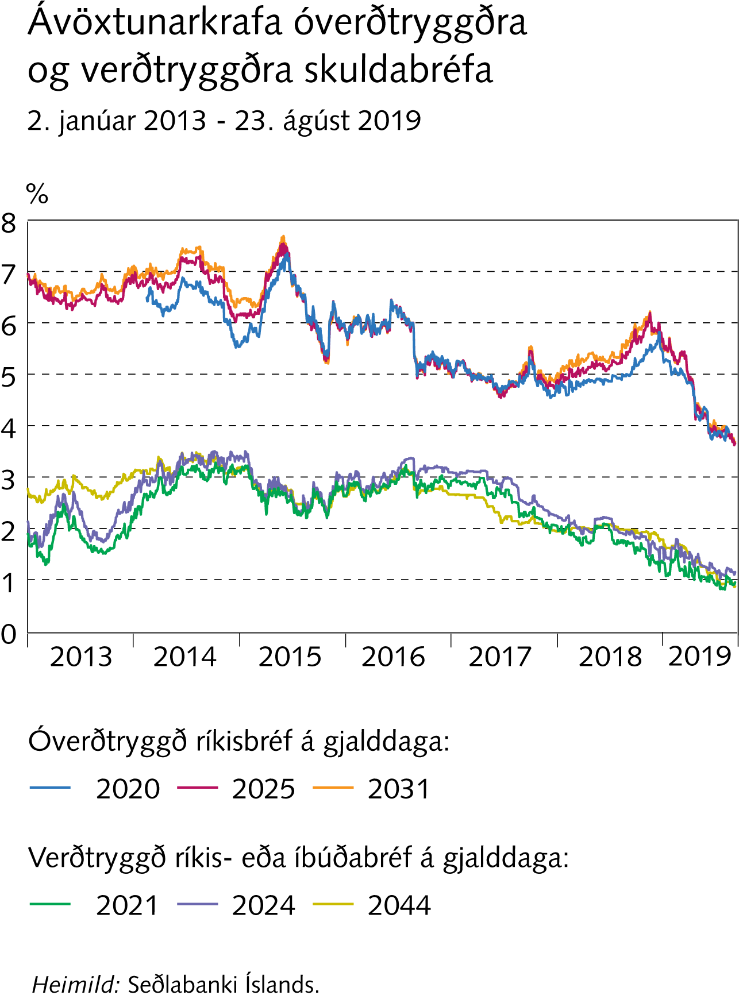 Ávöxtunarkrafa óverðtryggðra
og verðtryggðra skuldabréfa
2. janúar 2013 - 23. ágúst 2019
%
8
7
6
5
4
3
2
1
0
2013 2014 2015 2016 2017 2018 2019
Óverðtryggð ríkisbréf á gjalddaga:
2020 2025 2031
Verðtryggð ríkis- eða íbúðabréf á gjalddaga:
2021 2024 2044
Heimild: Seðlabanki Íslands.